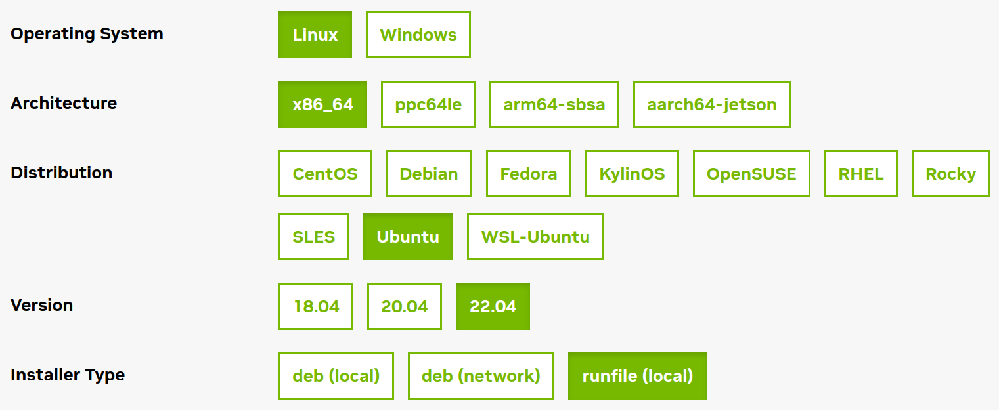 Operating System Linux Windows
Architecture x86_64 ppc64le arm64-sbsa aarch64-jetson
Distribution CentOS Debian Fedora KylinOS OpenSUSE RHEL Rocky
SLES Ubuntu WSL-Ubuntu
Version 18.04 20.04 22.04
Installer Type deb (local) deb (network) runfile (local)